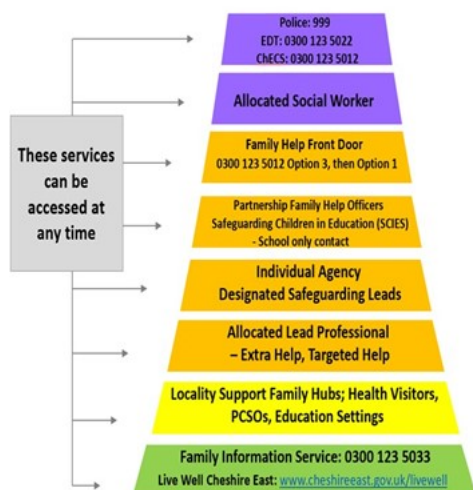 Police: 999
EDT: 0300 123 5022
ChECS: 0300 123 5012
Allocated Social Worker
Family Help Front Door
0300 123 5012 Option 3, then Option 1
These services
can be
accessed at
any time
Partnership Family Help Officers
Safeguarding Children in Education (SCIES)
- School only contact
Individual Agency
Designated Safeguarding Leads
Allocated Lead Professional
– Extra Help, Targeted Help
Locality Support Family Hubs; Health Visitors,
PCSOs, Education Settings
Family Information Service: 0300 123 5033
Live Well Cheshire East: www.cheshireeast.gov.uk/livewell